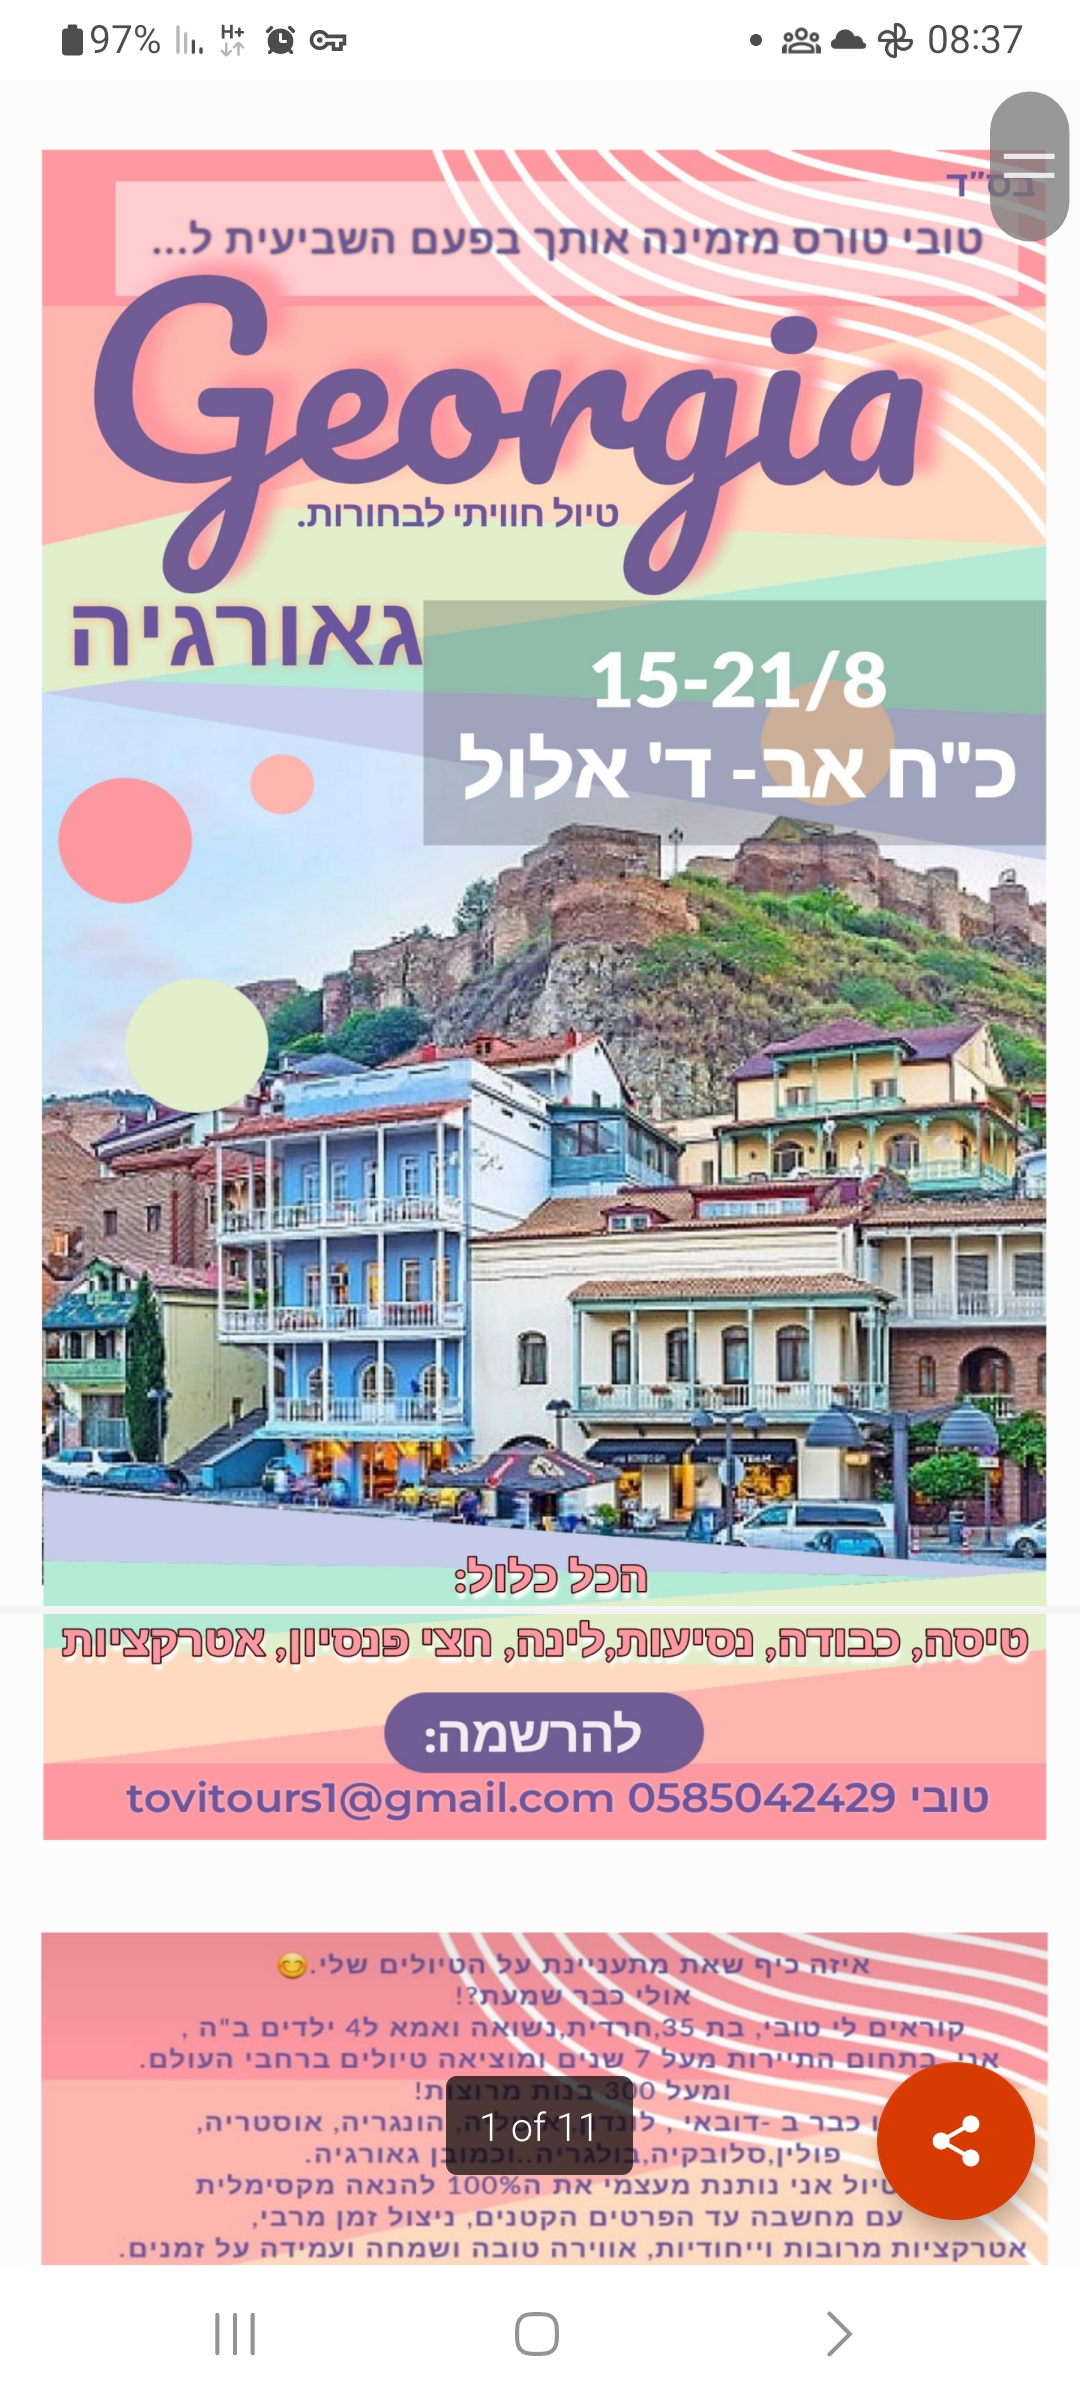 97% H+ 08:37
בס"ד
טובי טורס מזמינה אותך בפעם השביעית ל...
Georgia
טיול חוויתי לבחורות.
גאורגיה
15-21/8
כ"ח אב- ד' אלול
הכל כלול:
טיסה, כבודה, נסיעות,לינה, חצי פנסיון, אטרקציות
להרשמה:
טובי 0585042429 tovitours1@gmail.com
איזה כיף שאת מתעניינת על הטיולים שלי.😊
אולי כבר שמעת?!
קוראים לי טובי, בת 35,חרדית,נשואה ואמא ל4 ילדים ב"ה ,
אני בתחום התיירות מעל 7 שנים ומוציאה טיולים ברחבי העולם.
ומעל 300 בנות מרוצות!
כבר ב -דובאי , לונדון, הונגריה, אוסטריה,
פולין,סלובקיה,בולגריה..וכמובן גאורגיה.
1 of 11
אני נותנת מעצמי את ה100% להנאה מקסימלית
עם מחשבה עד הפרטים הקטנים, ניצול זמן מרבי,
אטרקציות מרובות וייחודיות, אווירה טובה ושמחה ועמידה על זמנים.